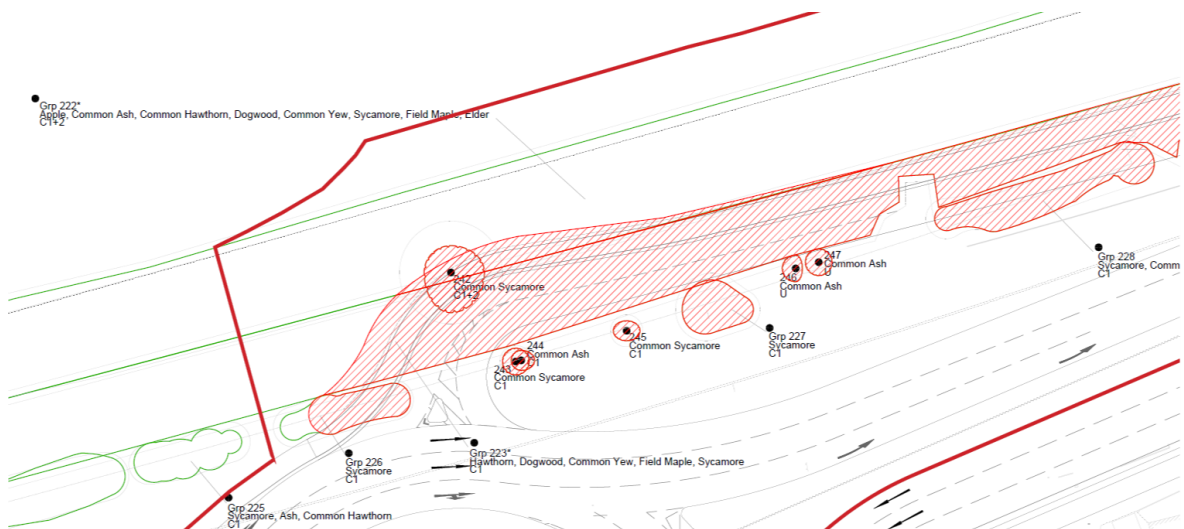 Grp 222*
Apple, Common Ash, Common Hawthorn, Dogwood, Common Yew, Sycamore, Field Maple, Elder
C1+2
242
Common Sycamore
C1+2
247
Common Ash
U
246
Common Ash
U
Grp 228
Sycamore, Comm
C1
245
Common Sycamore
C1
Grp 227
Sycamore
C1
244
Common Ash
C1
243
Common Sycamore
C1
Grp 226
Sycamore
C1
Grp 223*
Hawthorn, Dogwood, Common Yew, Field Maple, Sycamore
C1
Grp 225
Sycamore, Ash, Common Hawthorn
C1